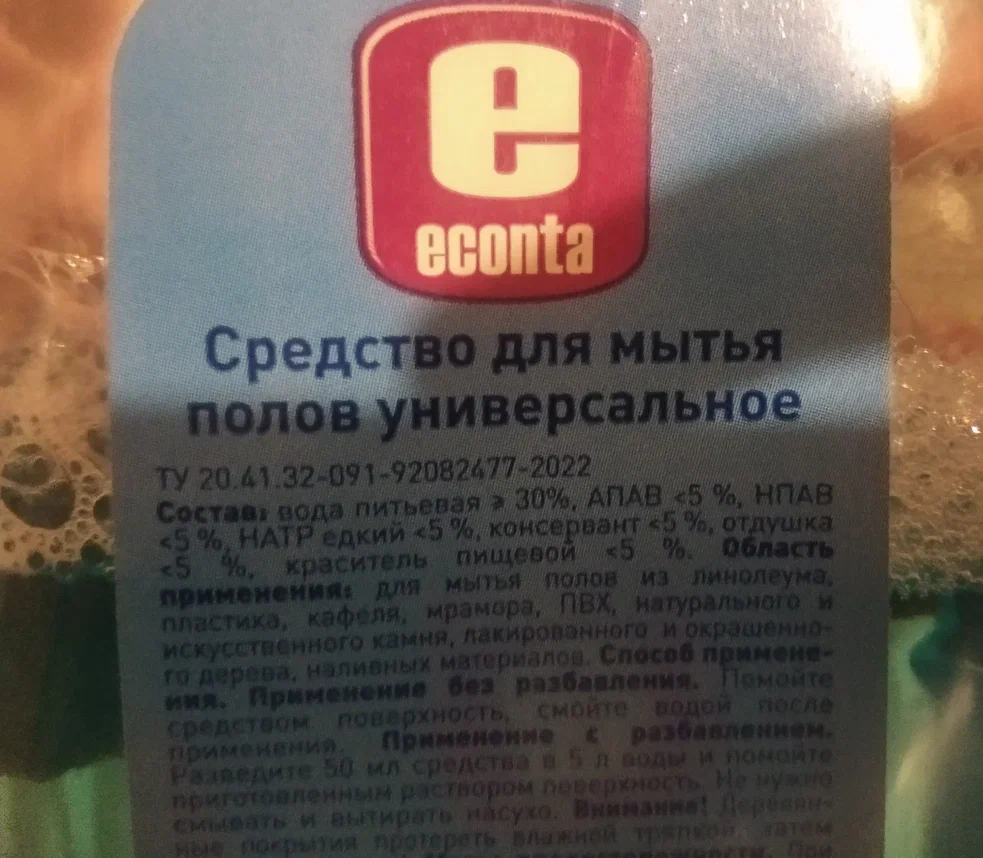 e
econta
Средство для мытья
полов универсальное
ТУ 20.41.32-091-92082477-2022
Состав: вода питьевая ≥ 30%, АПАВ <5 %, НПАВ
<5 %, НАТР едкий <5 %, консервант <5 %, отдушка
<5 %, краситель пищевой <5 %. Область
применения: для мытья полов из линолеума,
пластика, кафеля, мрамора, ПВХ, натурального и
искусственного камня, лакированного и окрашенно-
го дерева, наливных материалов. Способ примене-
ния. Применение без разбавления. Помойте
средством поверхность, смойте водой после
применения. Применение с разбавлением.
Разведите 50 мл средства в 5 л воды и помойте
приготовленным раствором поверхность. Не нужно
смывать и вытирать насухо. Внимание! Деревян-
ные покрытия протереть влажной тряпкой, затем
При